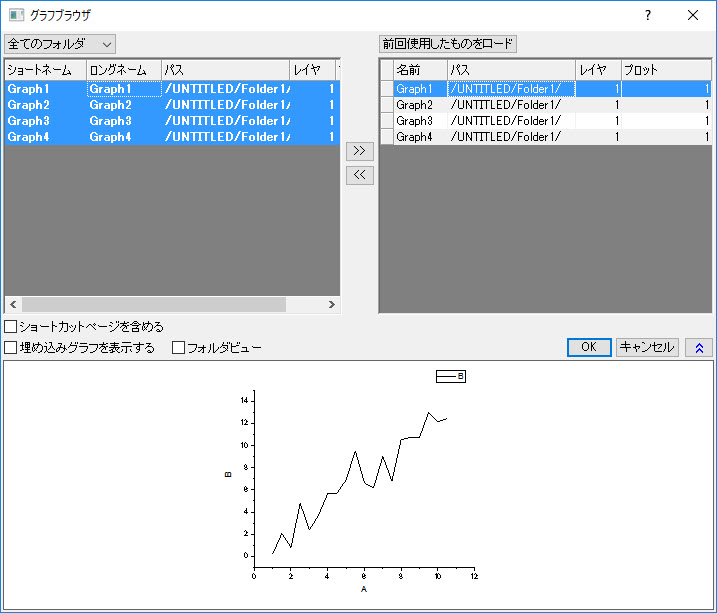 グラフブラウザ
?
全てのフォルダ
前回使用したものをロード
ショートネーム ロングネーム パス レイヤ
Graph1 Graph1 /UNTITLED/Folder1/ 1
Graph2 Graph2 /UNTITLED/Folder1/ 1
Graph3 Graph3 /UNTITLED/Folder1/ 1
Graph4 Graph4 /UNTITLED/Folder1/ 1
>>
<<
名前 パス レイヤ プロット
Graph1 /UNTITLED/Folder1/ 1 1
Graph2 /UNTITLED/Folder1/ 1 1
Graph3 /UNTITLED/Folder1/ 1 1
Graph4 /UNTITLED/Folder1/ 1 1
ショートカットページを含める
埋め込みグラフを表示する フォルダビュー
OK キャンセル
B
14
12
10
8
6
4
2
0
B
0 2 4 6 8 10 12
A